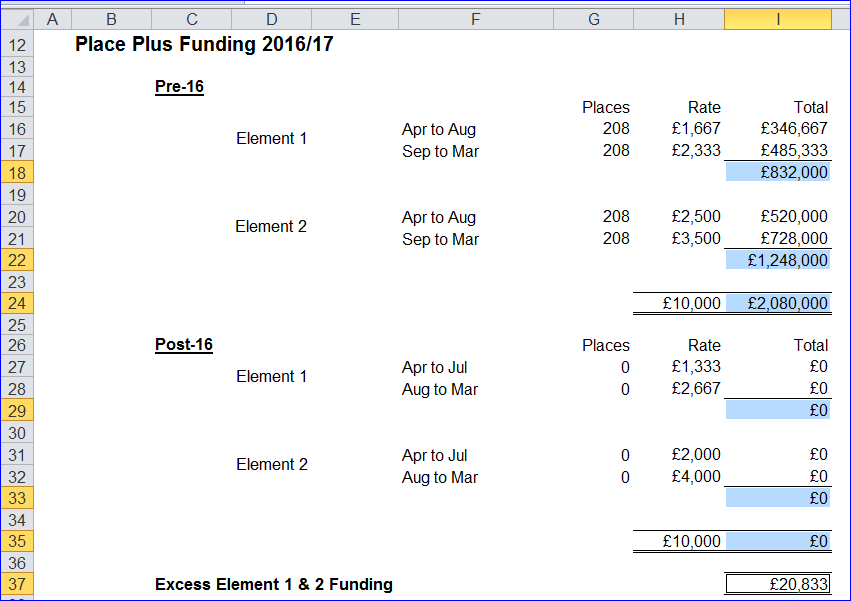 A B C D E F G H I
12 Place Plus Funding 2016/17
13
14 Pre-16
15 Places Rate Total
16 Apr to Aug 208 £1,667 £346,667
Element 1
17 Sep to Mar 208 £2,333 £485,333
18 £832,000
19
20 Apr to Aug 208 £2,500 £520,000
Element 2
21 Sep to Mar 208 £3,500 £728,000
22 £1,248,000
23
24 £10,000 £2,080,000
25
26 Post-16 Places Rate Total
27 Apr to Jul 0 £1,333 £0
Element 1
28 Aug to Mar 0 £2,667 £0
29 £0
30
31 Apr to Jul 0 £2,000 £0
Element 2
32 Aug to Mar 0 £4,000 £0
33 £0
34
35 £10,000 £0
36
37 Excess Element 1 & 2 Funding £20,833